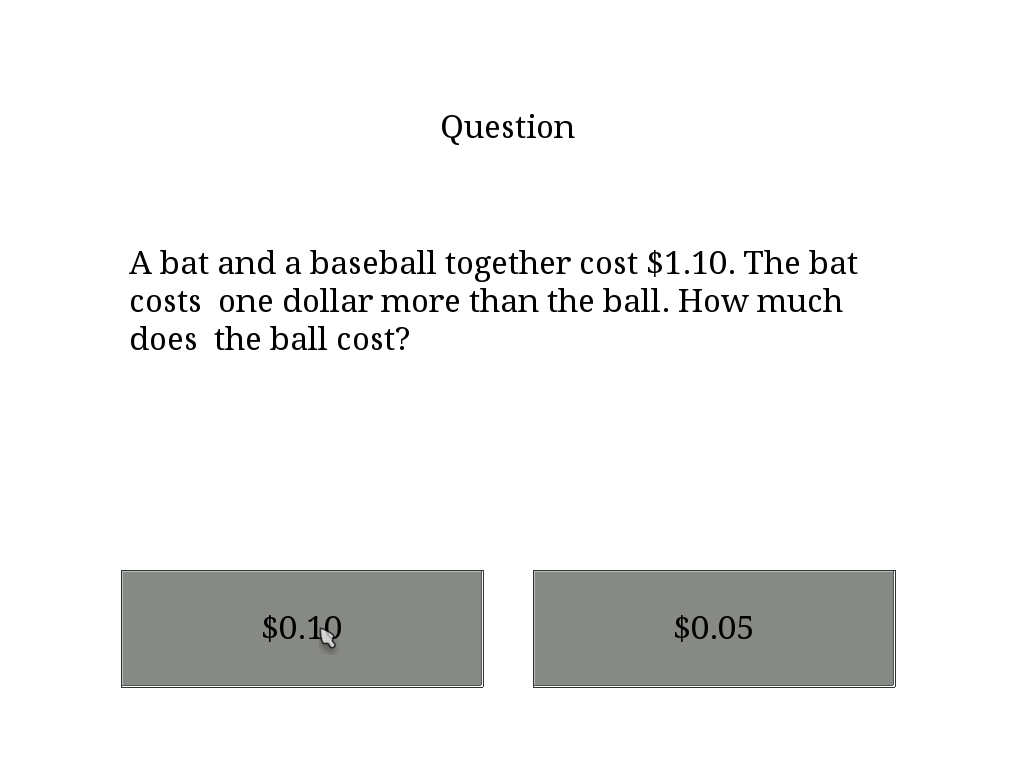 Question
A bat and a baseball together cost $1.10. The bat
costs  one dollar more than the ball. How much
does  the ball cost?
$0.10
$0.05